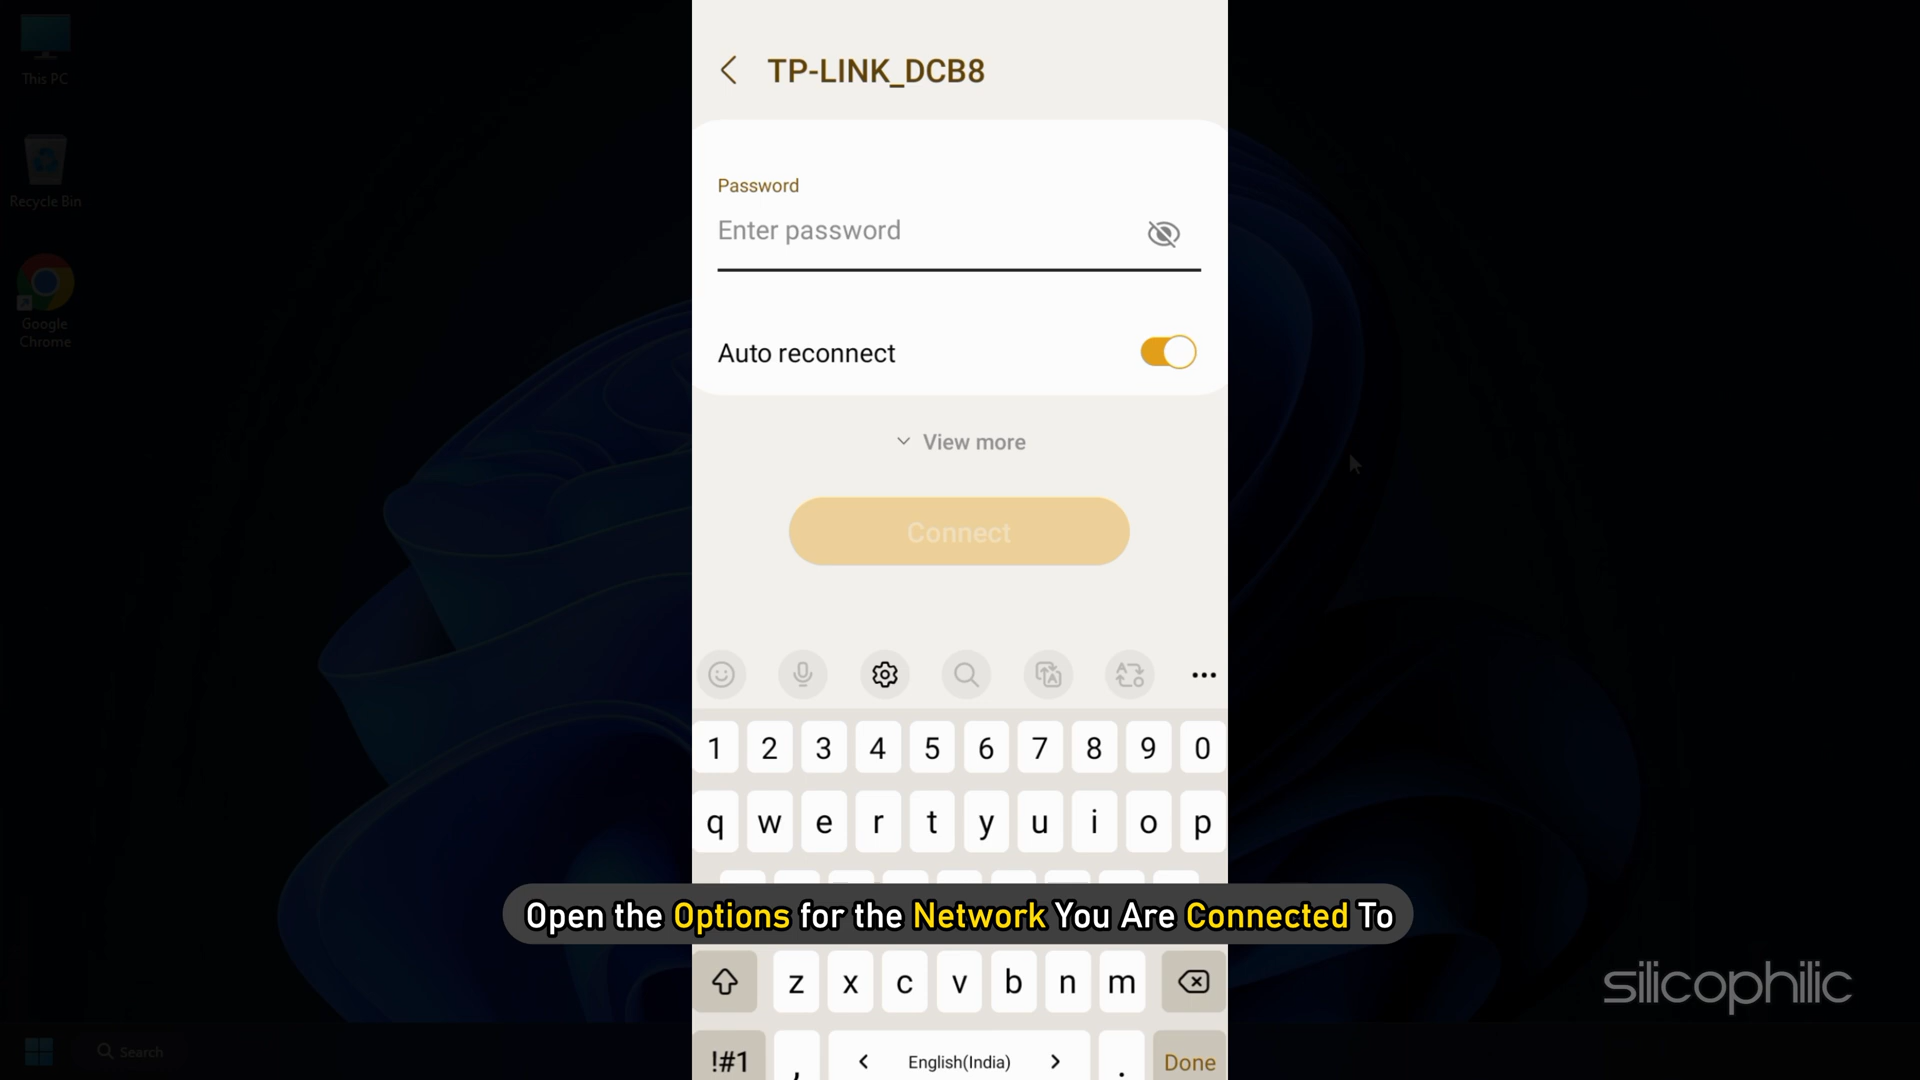 This PC
Recycle Bin
Google
Chrome
TP-LINK_DCB8
Password
Enter password
Auto reconnect
View more
Connect
1 2 3 4 5 6 7 8 9 0
q w e r t y u i o p
Open the Options for the Network You Are Connected To
z x c v b n m
!#1 , < English(India) > . Done
silicophilic
Search